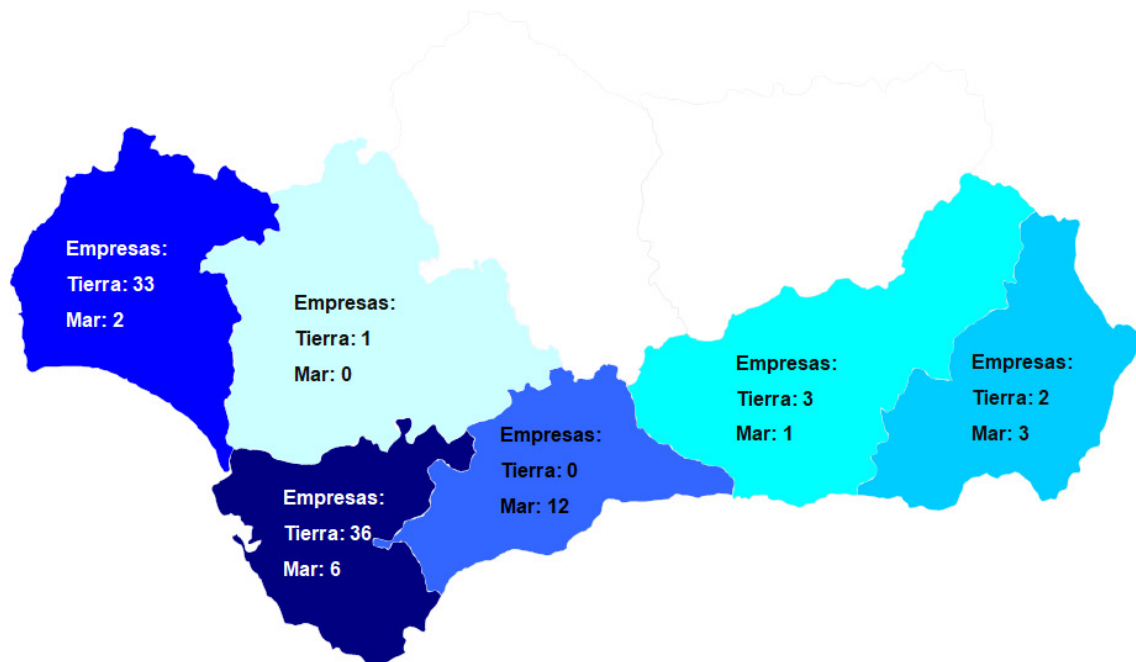 Empresas:
Tierra: 33
Mar: 2
Empresas:
Tierra: 1
Mar: 0
Empresas:
Tierra: 36
Mar: 6
Empresas:
Tierra: 0
Mar: 12
Empresas:
Tierra: 3
Mar: 1
Empresas:
Tierra: 2
Mar: 3